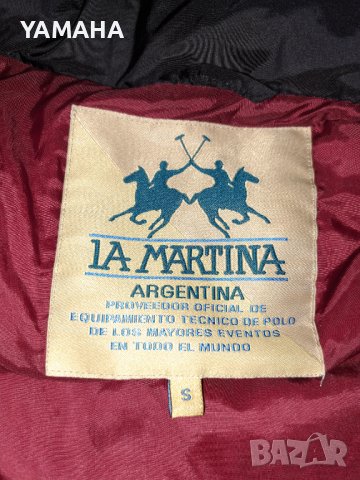 YAMAHA
LA MARTINA
ARGENTINA
PROVEEDOR OFICIAL DE
EQUIPAMIENTO TECNICO DE POLO
DE LOS MAYORES EVENTOS
EN TODO EL MUNDO
S
BAZAR